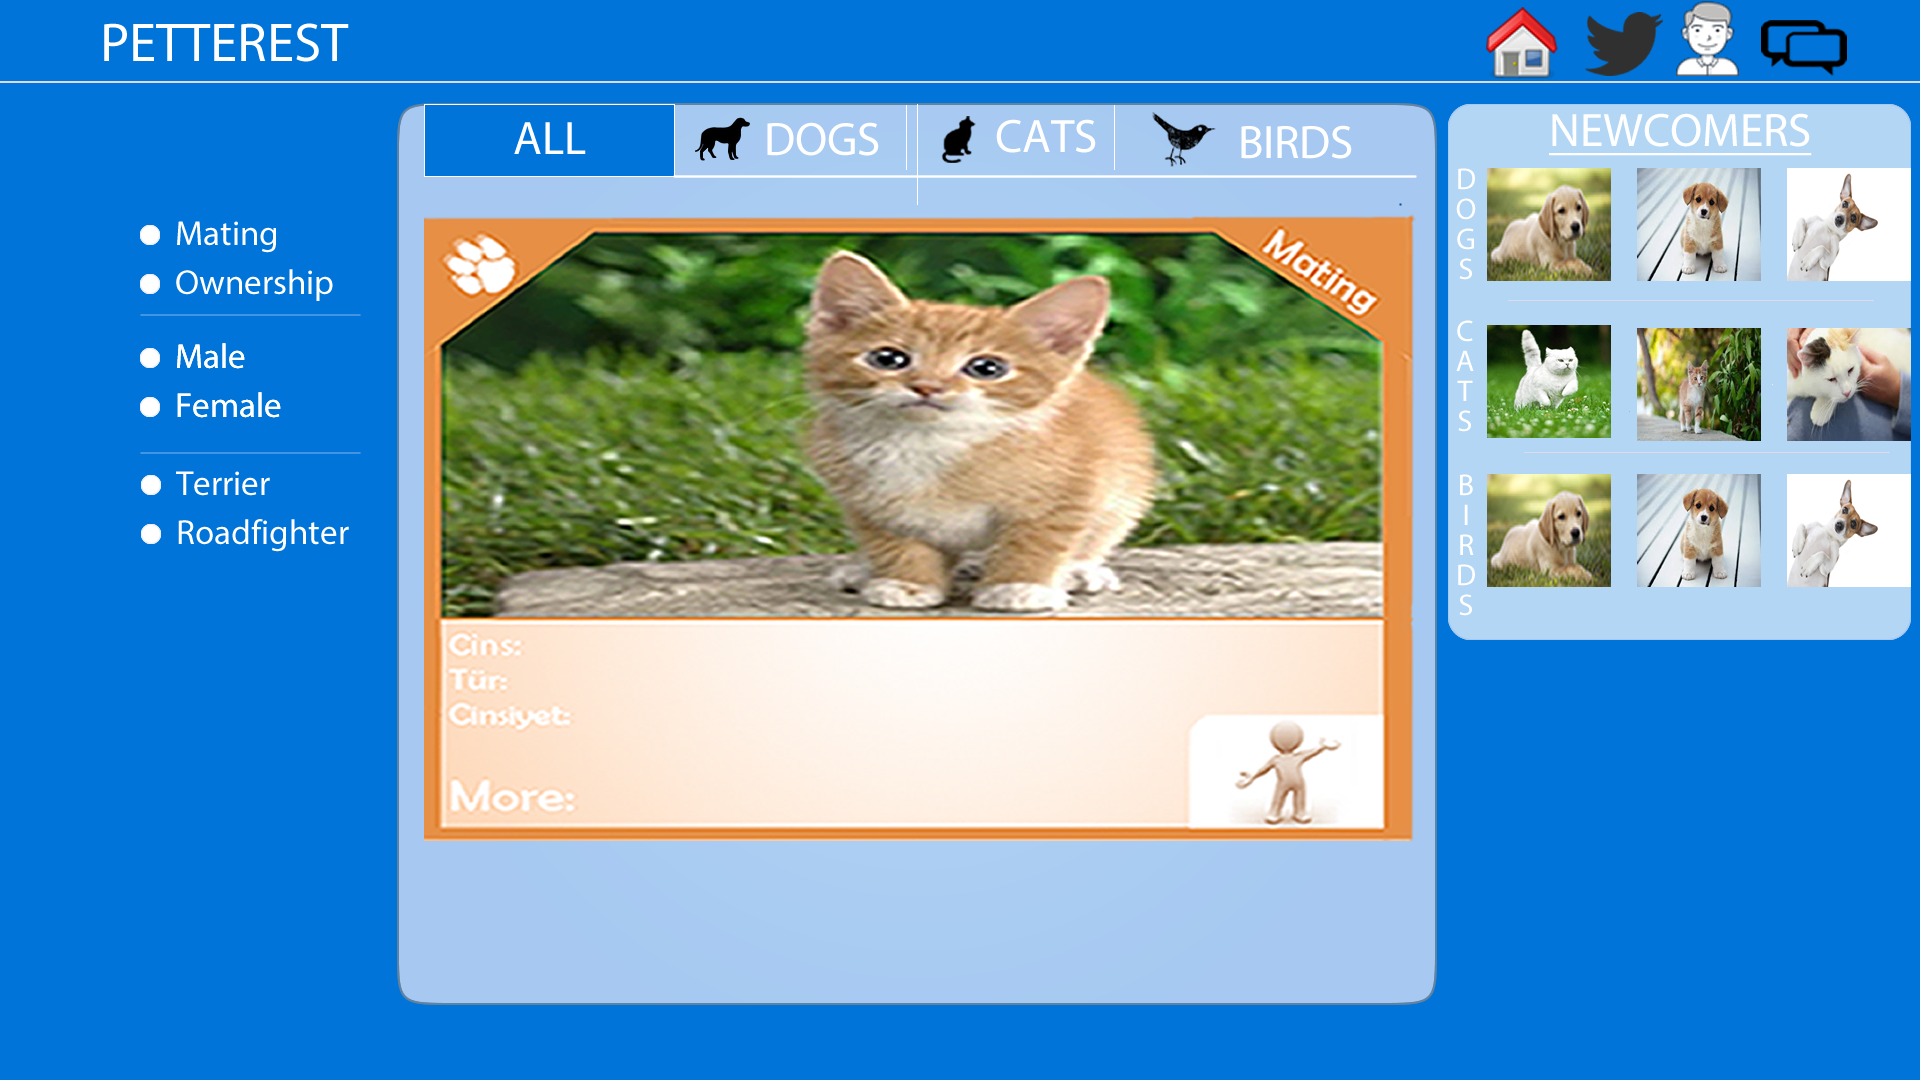 PETTEREST
ALL
DOGS
CATS
BIRDS
Mating
Ownership
Male
Female
Terrier
Roadfighter
Mating
Cins:
Tür:
Cinsiyet:
More:
NEWCOMERS
DOGS
CATS
BIRDS